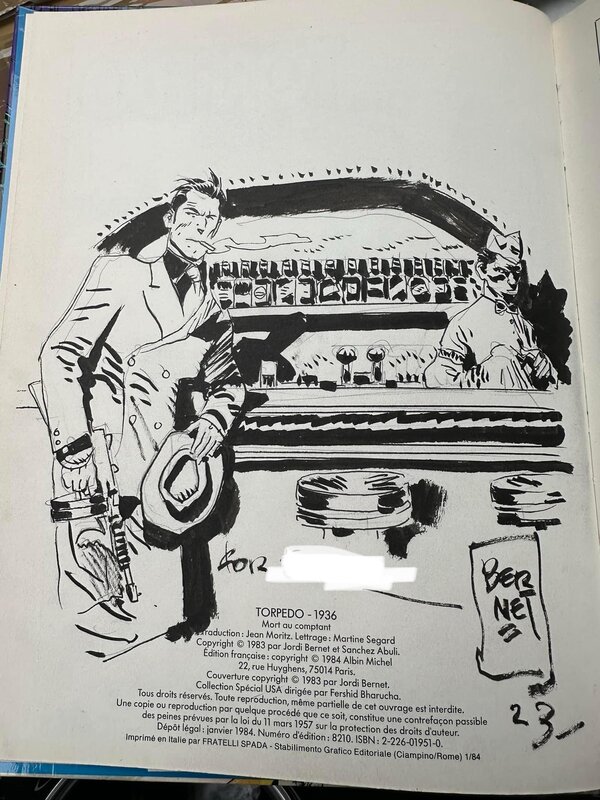 for
BER
NET
23
TORPEDO - 1936
Mort au comptant
Traduction : Jean Moritz. Lettrage : Martine Segard
Copyright © 1983 par Jordi Bernet et Sanchez Abuli.
Édition française : copyright © 1984 Albin Michel
22, rue Huyghens, 75014 Paris.
Couverture copyright © 1983 par Jordi Bernet.
Collection Spécial USA dirigée par Fershid Bharucha.
Tous droits réservés. Toute reproduction, même partielle de cet ouvrage est interdite.
Une copie ou reproduction par quelque procédé que ce soit, constitue une contrefaçon passible
des peines prévues par la loi du 11 mars 1957 sur la protection des droits d'auteur.
Dépôt légal : janvier 1984. Numéro d'édition : 8210. ISBN : 2-226-01951-0.
Imprimé en Italie par FRATELLI SPADA - Stabilimento Grafico Editoriale (Ciampino/Rome) 1/84